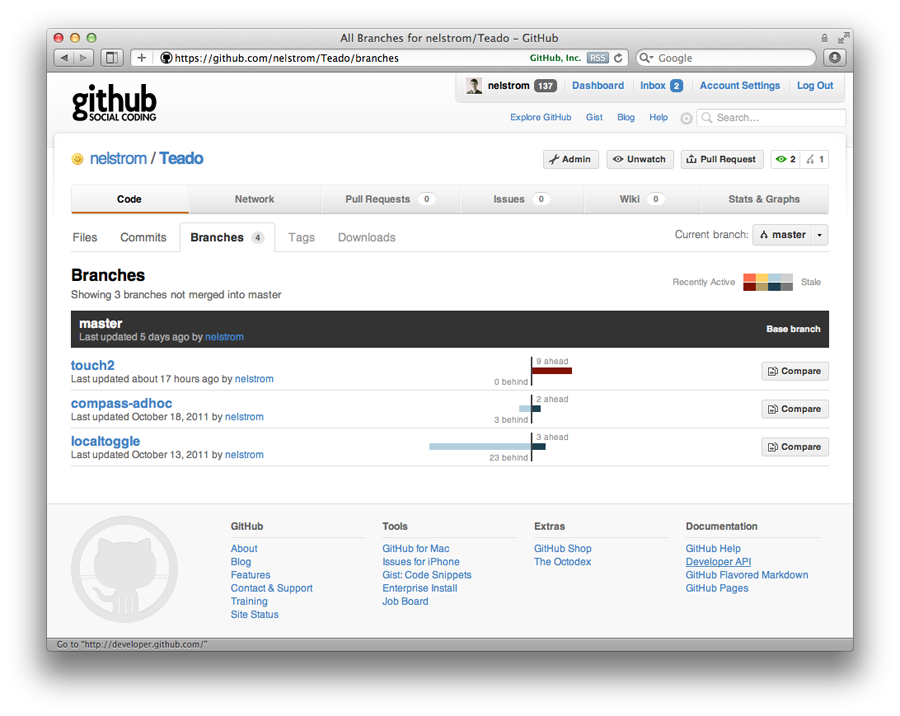 All Branches for nelstrom/Teado – GitHub
https://github.com/nelstrom/Teado/branches GitHub, Inc. RSS Google
github
SOCIAL CODING
nelstrom 137 Dashboard Inbox 2 Account Settings Log Out
Explore GitHub Gist Blog Help Search...
nelstrom / Teado
Admin Unwatch Pull Request 2 1
Code Network Pull Requests 0 Issues 0 Wiki 0 Stats & Graphs
Files Commits Branches 4 Tags Downloads Current branch: master
Branches
Showing 3 branches not merged into master
Recently Active Stale
master
Last updated 5 days ago by nelstrom
Base branch
touch2
Last updated about 17 hours ago by nelstrom
9 ahead
0 behind
Compare
compass-adhoc
Last updated October 18, 2011 by nelstrom
2 ahead
3 behind
Compare
localtoggle
Last updated October 13, 2011 by nelstrom
3 ahead
23 behind
Compare
GitHub
About
Blog
Features
Contact & Support
Training
Site Status
Tools
GitHub for Mac
Issues for iPhone
Gist: Code Snippets
Enterprise Install
Job Board
Extras
GitHub Shop
The Octodex
Documentation
GitHub Help
Developer API
GitHub Flavored Markdown
GitHub Pages
Go to "http://developer.github.com/"